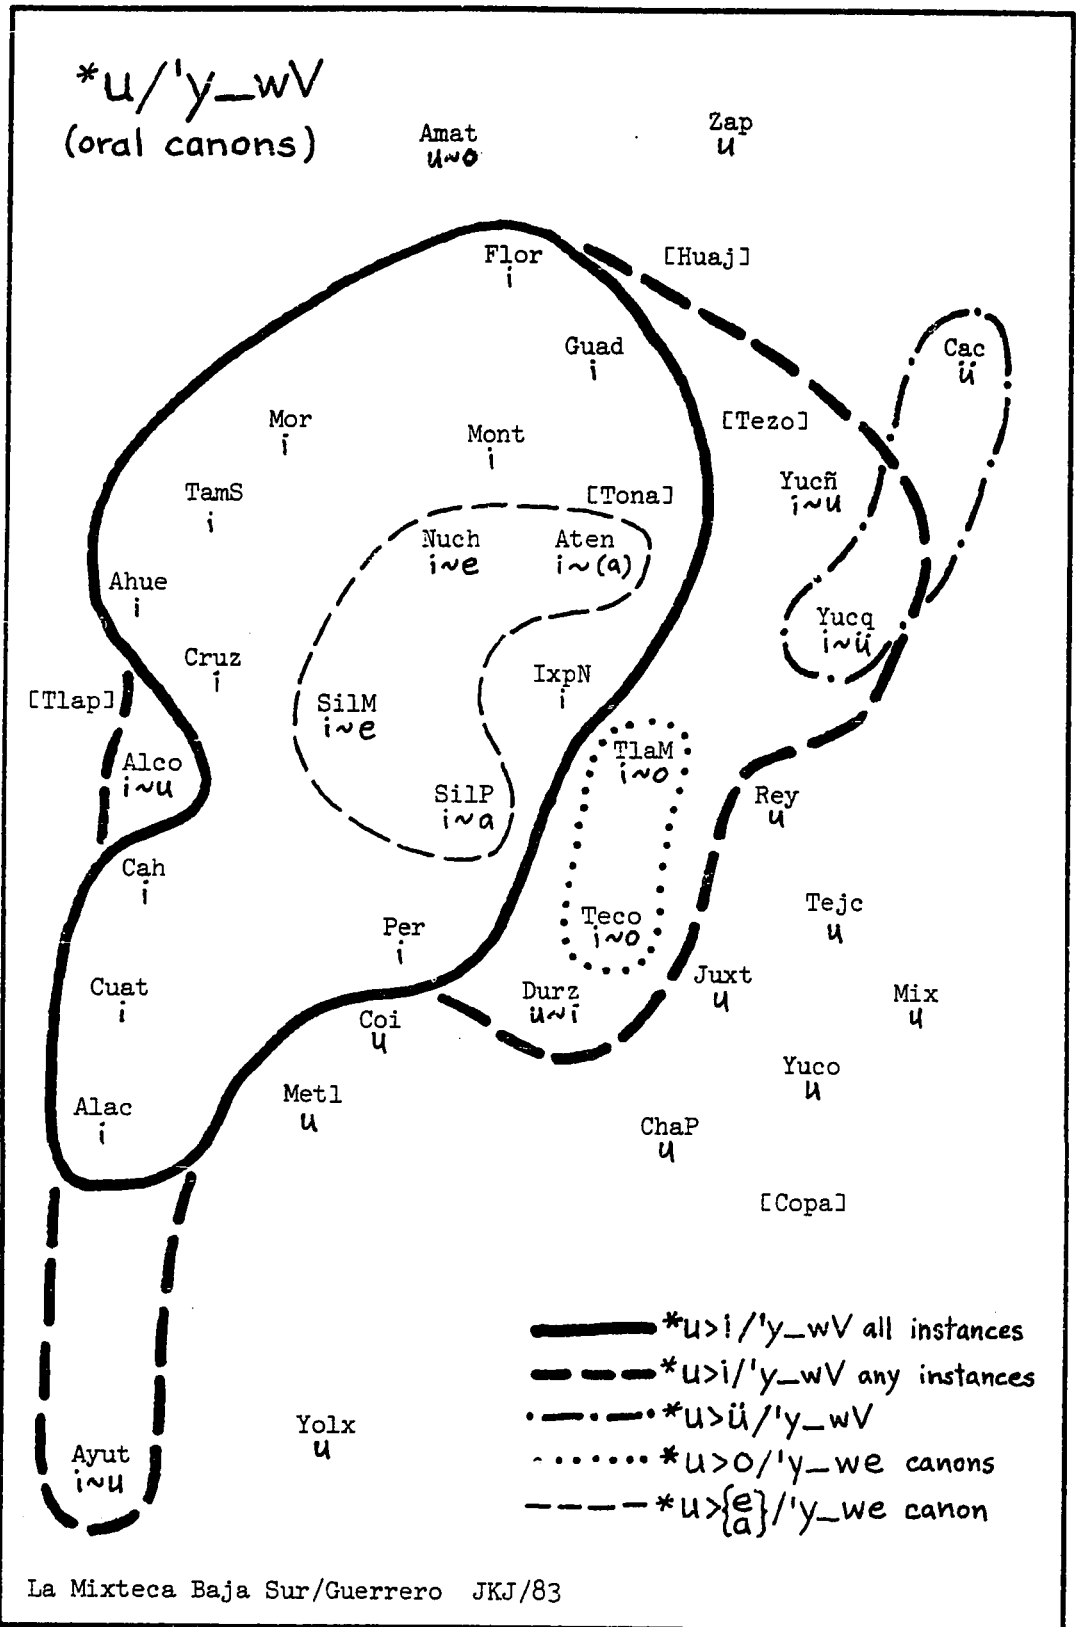 *u/'y_wV
(oral canons)
Amat
u~o
Zap
u
Flor
i
[Huaj]
Guad
i
Cac
ü
Mor
i
Mont
i
[Tezo]
TamS
i
[Tona]
Yucñ
i~u
Nuch
i~e
Aten
i~(a)
Ahue
i
Yucq
i~ü
Cruz
i
IxpN
i
[Tlap]
SilM
i~e
Alco
i~u
TlaM
i~o
SilP
i~a
Rey
u
Cah
i
Per
i
Teco
i~o
Tejc
u
Cuat
i
Coi
u
Durz
u~i
Juxt
u
Mix
u
Metl
u
Yuco
u
Alac
i
ChaP
u
[Copa]
*u>i/'y_wV all instances
*u>i/'y_wV any instances
*u>ü/'y_wV
*u>o/'y_we canons
*u>{e/a}/'y_we canon
Yolx
u
Ayut
i~u
La Mixteca Baja Sur/Guerrero JKJ/83